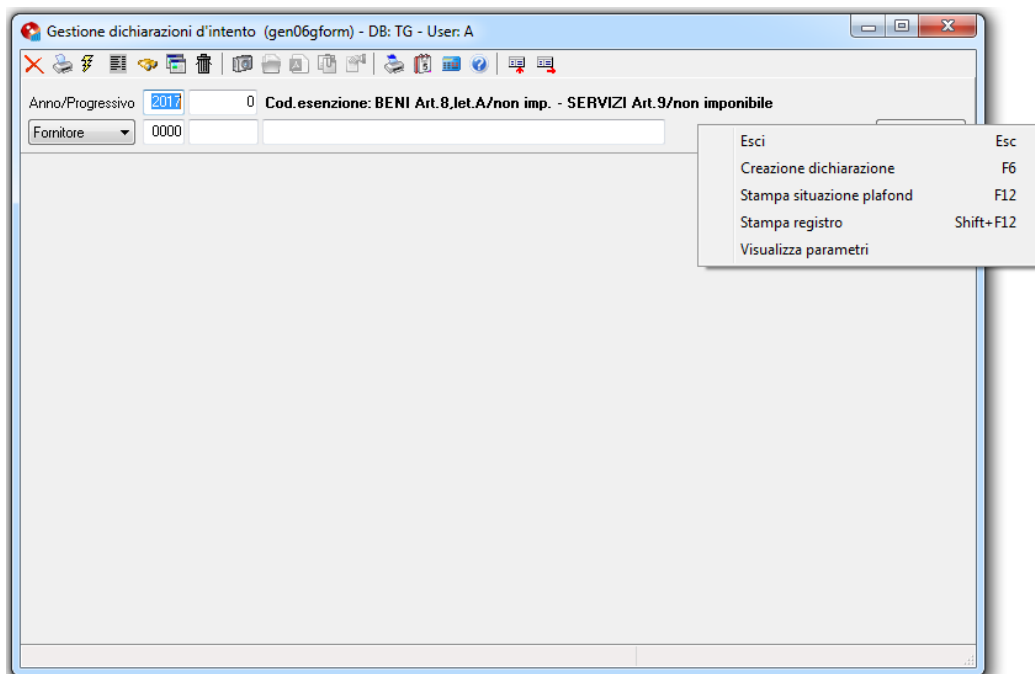 Gestione dichiarazioni d'intento (gen06gform) - DB: TG - User: A
Anno/Progressivo 2017 0 Cod.esenzione: BENI Art.8,let.A/non imp. - SERVIZI Art.9/non imponibile
Fornitore 0000
Esci Esc
Creazione dichiarazione F6
Stampa situazione plafond F12
Stampa registro Shift+F12
Visualizza parametri